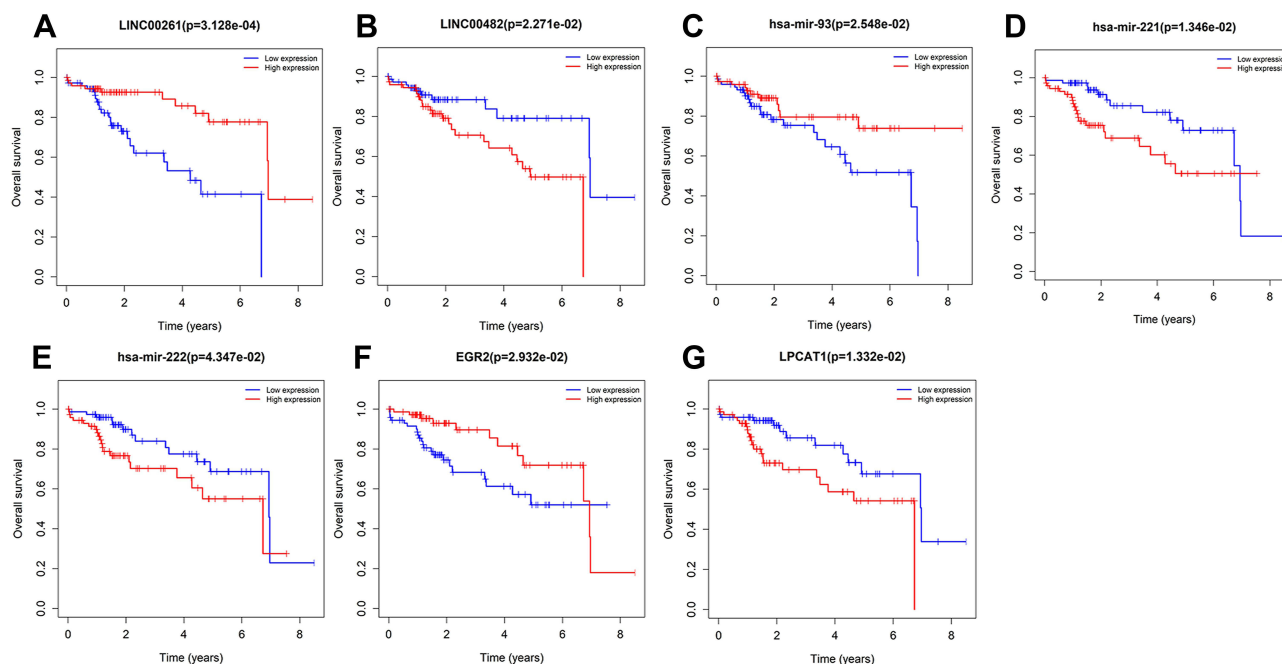 A
LINC00261(p=3.128e-04)
Low expression
High expression
Overall survival
0.0 0.2 0.4 0.6 0.8 1.0
0 2 4 6 8
Time (years)
B
LINC00482(p=2.271e-02)
Low expression
High expression
Overall survival
0.0 0.2 0.4 0.6 0.8 1.0
0 2 4 6 8
Time (years)
C
hsa-mir-93(p=2.548e-02)
Low expression
High expression
Overall survival
0.0 0.2 0.4 0.6 0.8 1.0
0 2 4 6 8
Time (years)
D
hsa-mir-221(p=1.346e-02)
Low expression
High expression
Overall survival
0.0 0.2 0.4 0.6 0.8 1.0
0 2 4 6 8
Time (years)
E
hsa-mir-222(p=4.347e-02)
Low expression
High expression
Overall survival
0.0 0.2 0.4 0.6 0.8 1.0
0 2 4 6 8
Time (years)
F
EGR2(p=2.932e-02)
Low expression
High expression
Overall survival
0.0 0.2 0.4 0.6 0.8 1.0
0 2 4 6 8
Time (years)
G
LPCAT1(p=1.332e-02)
Low expression
High expression
Overall survival
0.0 0.2 0.4 0.6 0.8 1.0
0 2 4 6 8
Time (years)